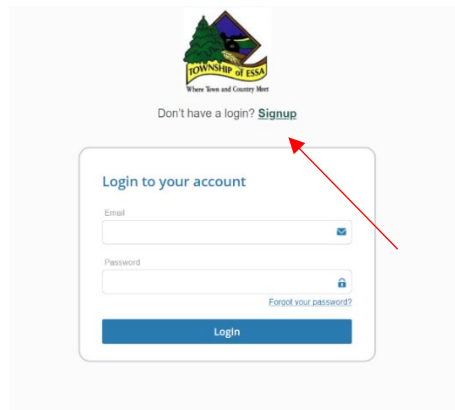 TOWNSHIP of ESSA
Where Town and Country Meet
Don't have a login? Signup
Login to your account
Email
Password
Forgot your password?
Login